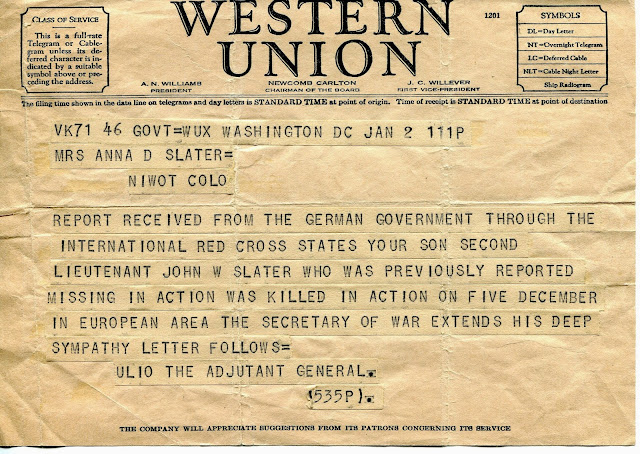 CLASS OF SERVICE
This is a full-rate
Telegram or Cable-
gram unless its de-
ferred character is in-
dicated by a suitable
symbol above or pre-
ceding the address.
WESTERN
UNION
1201
SYMBOLS
DL=Day Letter
NT=Overnight Telegram
LC=Deferred Cable
NLT=Cable Night Letter
Ship Radiogram
A. N. WILLIAMS
PRESIDENT
NEWCOMB CARLTON
CHAIRMAN OF THE BOARD
J. C. WILLEVER
FIRST VICE-PRESIDENT
The filing time shown in the date line on telegrams and day letters is STANDARD TIME at point of origin. Time of receipt is STANDARD TIME at point of destination
VK71 46 GOVT=WUX WASHINGTON DC JAN 2 111P
MRS ANNA D SLATER=
NIWOT COLO
REPORT RECEIVED FROM THE GERMAN GOVERNMENT THROUGH THE
INTERNATIONAL RED CROSS STATES YOUR SON SECOND
LIEUTENANT JOHN W SLATER WHO WAS PREVIOUSLY REPORTED
MISSING IN ACTION WAS KILLED IN ACTION ON FIVE DECEMBER
IN EUROPEAN AREA THE SECRETARY OF WAR EXTENDS HIS DEEP
SYMPATHY LETTER FOLLOWS=
ULIO THE ADJUTANT GENERAL.
(535P).
THE COMPANY WILL APPRECIATE SUGGESTIONS FROM ITS PATRONS CONCERNING ITS SERVICE